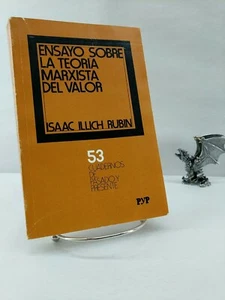 ENSAYO SOBRE
LA TEORIA
MARXISTA
DEL VALOR
ISAAC ILLICH RUBIN
53
CUADERNOS
DE
PASADO Y
PRESENTE
PYP